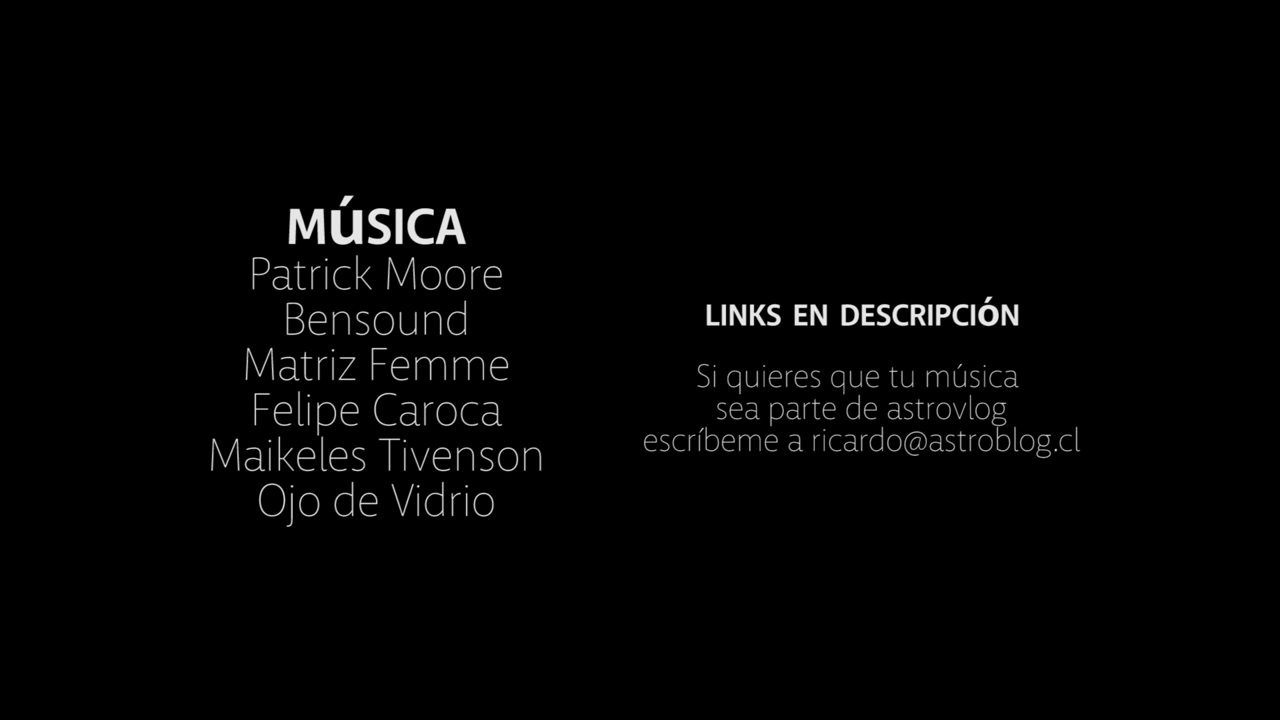 MÚSICA
Patrick Moore
Bensound
Matriz Femme
Felipe Caroca
Maikeles Tivenson
Ojo de Vidrio
LINKS EN DESCRIPCIÓN
Si quieres que tu música
sea parte de astrovlog
escríbeme a ricardo@astroblog.cl